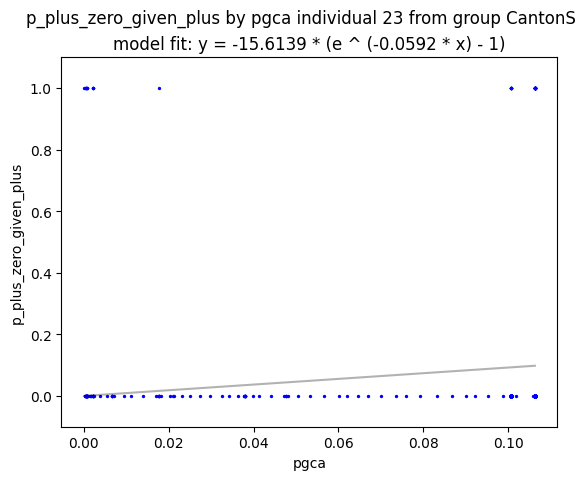 p_plus_zero_given_plus by pgca individual 23 from group CantonS
model fit: y = -15.6139 * (e ^ (-0.0592 * x) - 1)
1.0
0.8
0.6
0.4
0.2
0.0
p_plus_zero_given_plus
0.00 0.02 0.04 0.06 0.08 0.10
pgca